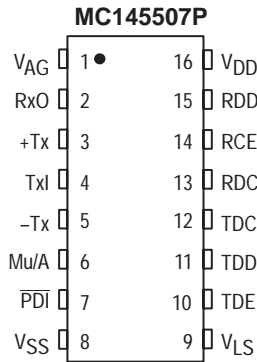 MC145507P
VAG 1 16 VDD
RxO 2 15 RDD
+Tx 3 14 RCE
TxI 4 13 RDC
–Tx 5 12 TDC
Mu/A 6 11 TDD
PDI 7 10 TDE
VSS 8 9 VLS